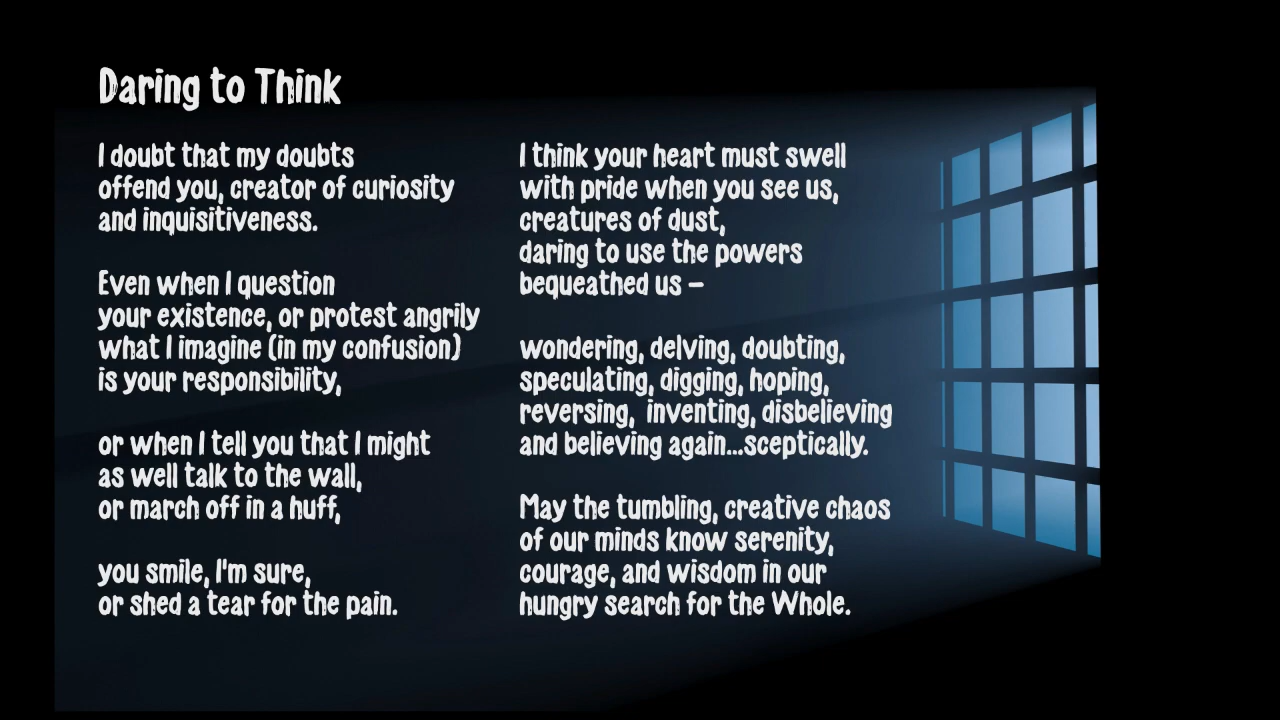 Daring to Think
I doubt that my doubts
offend you, creator of curiosity
and inquisitiveness.
Even when I question
your existence, or protest angrily
what I imagine (in my confusion)
is your responsibility,
or when I tell you that I might
as well talk to the wall,
or march off in a huff,
you smile, I'm sure,
or shed a tear for the pain.
I think your heart must swell
with pride when you see us,
creatures of dust,
daring to use the powers
bequeathed us –
wondering, delving, doubting,
speculating, digging, hoping,
reversing, inventing, disbelieving
and believing again...sceptically.
May the tumbling, creative chaos
of our minds know serenity,
courage, and wisdom in our
hungry search for the Whole.